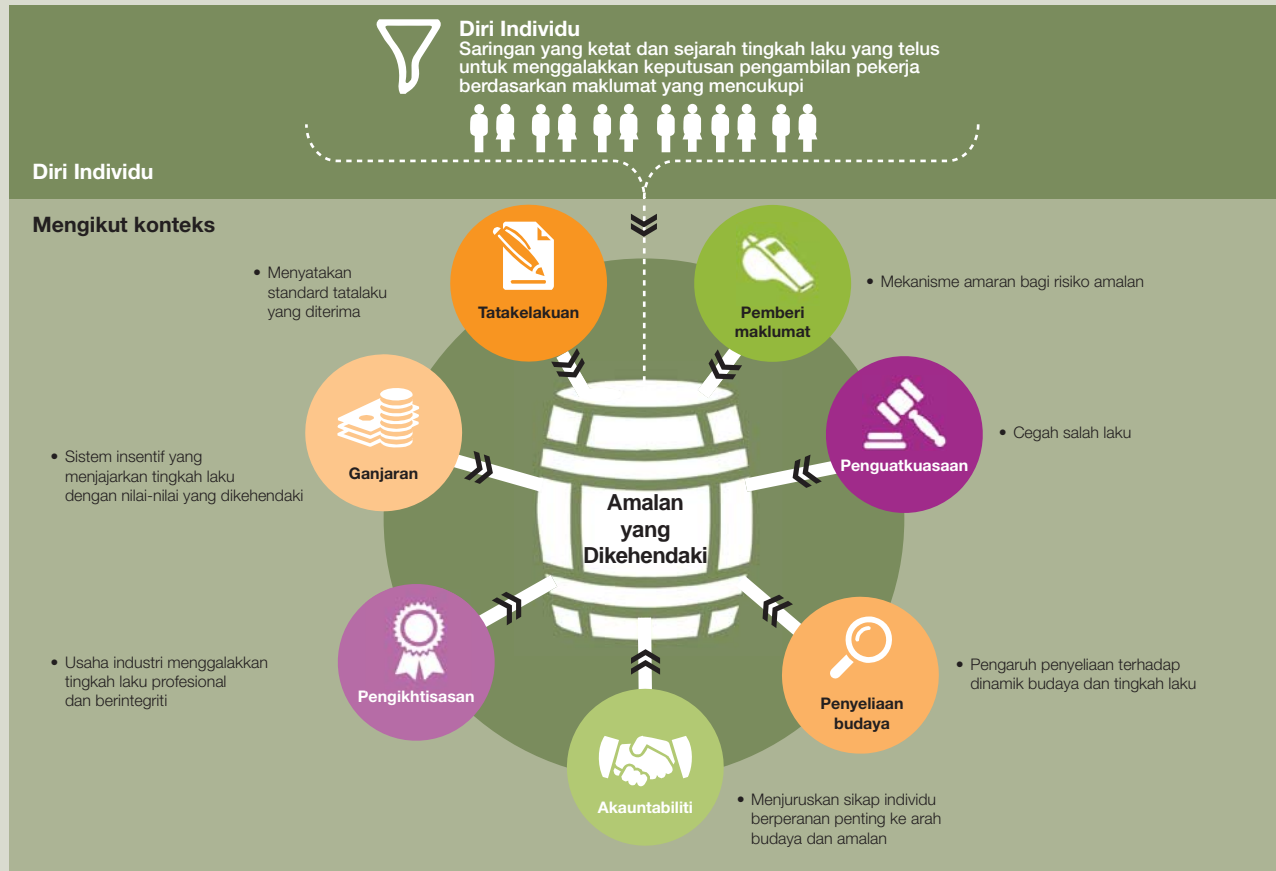 Diri Individu
Saringan yang ketat dan sejarah tingkah laku yang telus
untuk menggalakkan keputusan pengambilan pekerja
berdasarkan maklumat yang mencukupi
Diri Individu
Mengikut konteks
• Menyatakan
standard tatalaku
yang diterima
Tatakelakuan
Pemberi
maklumat
• Mekanisme amaran bagi risiko amalan
• Sistem insentif yang
menjajarkan tingkah laku
dengan nilai-nilai yang dikehendaki
Ganjaran
Amalan
yang
Dikehendaki
Penguatkuasaan
• Cegah salah laku
• Usaha industri menggalakkan
tingkah laku profesional
dan berintegriti
Pengikhtisasan
Akauntabiliti
• Menjuruskan sikap individu
berperanan penting ke arah
budaya dan amalan
Penyeliaan
budaya
• Pengaruh penyeliaan terhadap
dinamik budaya dan tingkah laku